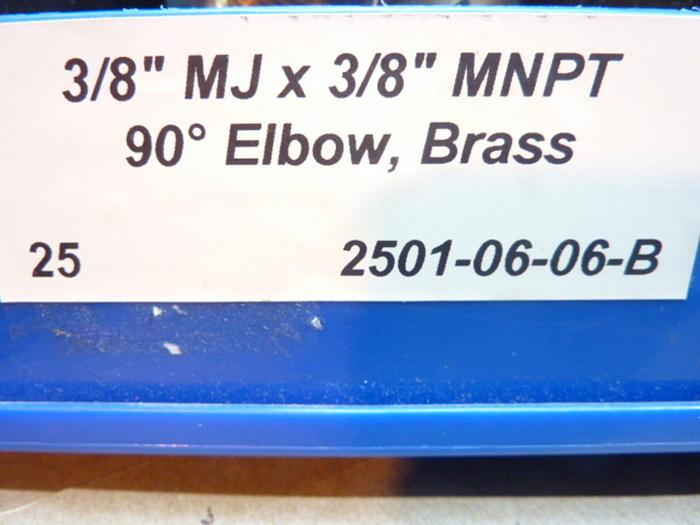 3/8" MJ x 3/8" MNPT
90° Elbow, Brass
25 2501-06-06-B